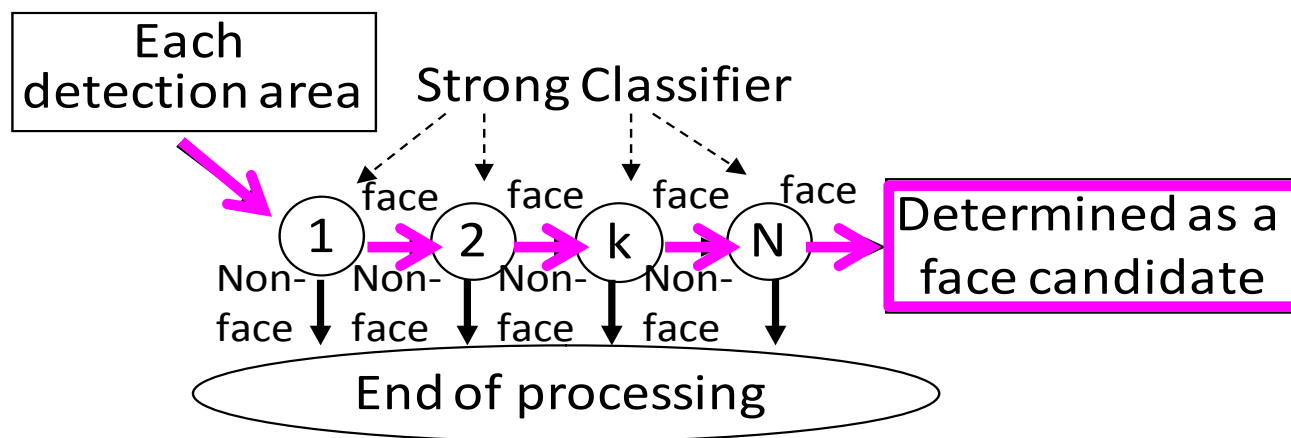 Each
detection area
Strong Classifier
face
face
face
face
1
2
k
N
Determined as a
face candidate
Non-
face
Non-
face
Non-
face
Non-
face
End of processing